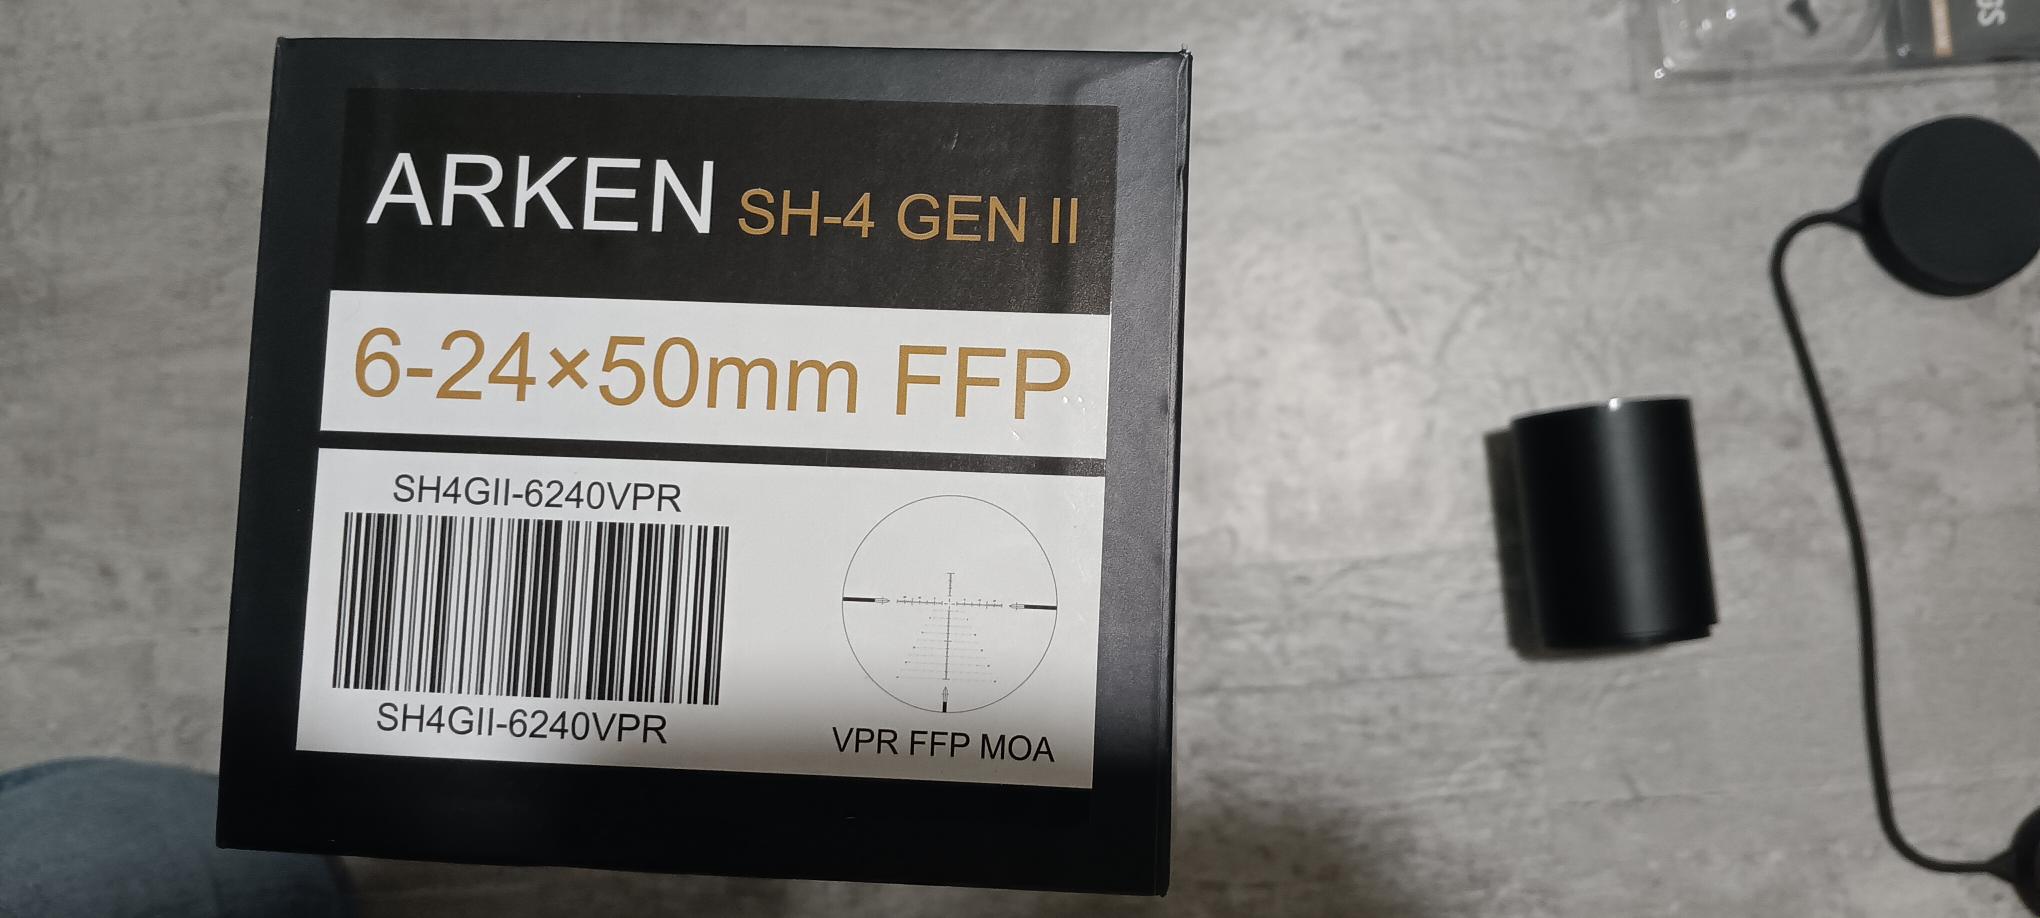 ARKEN SH-4 GEN II
6-24×50mm FFP
SH4GII-6240VPR
SH4GII-6240VPR
VPR FFP MOA